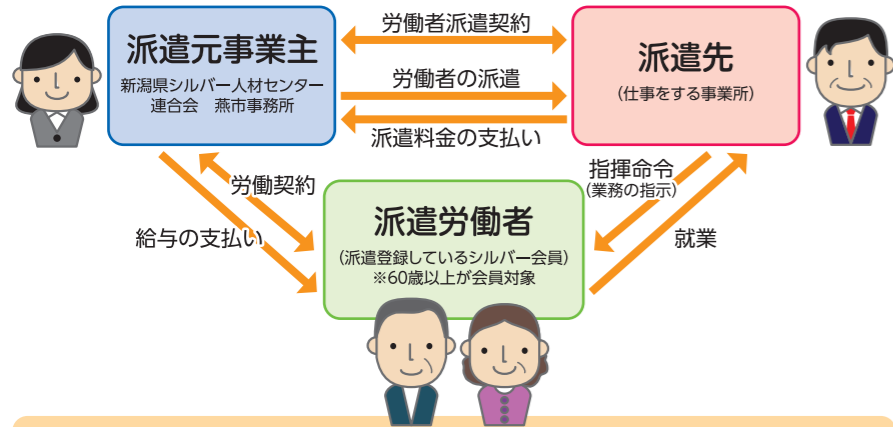 派遣元事業主
新潟県シルバー人材センター
連合会 燕市事務所
労働者派遣契約
労働者の派遣
派遣料金の支払い
派遣先
(仕事をする事業所)
労働契約
給与の支払い
指揮命令
(業務の指示)
就業
派遣労働者
(派遣登録しているシルバー会員)
※60歳以上が会員対象